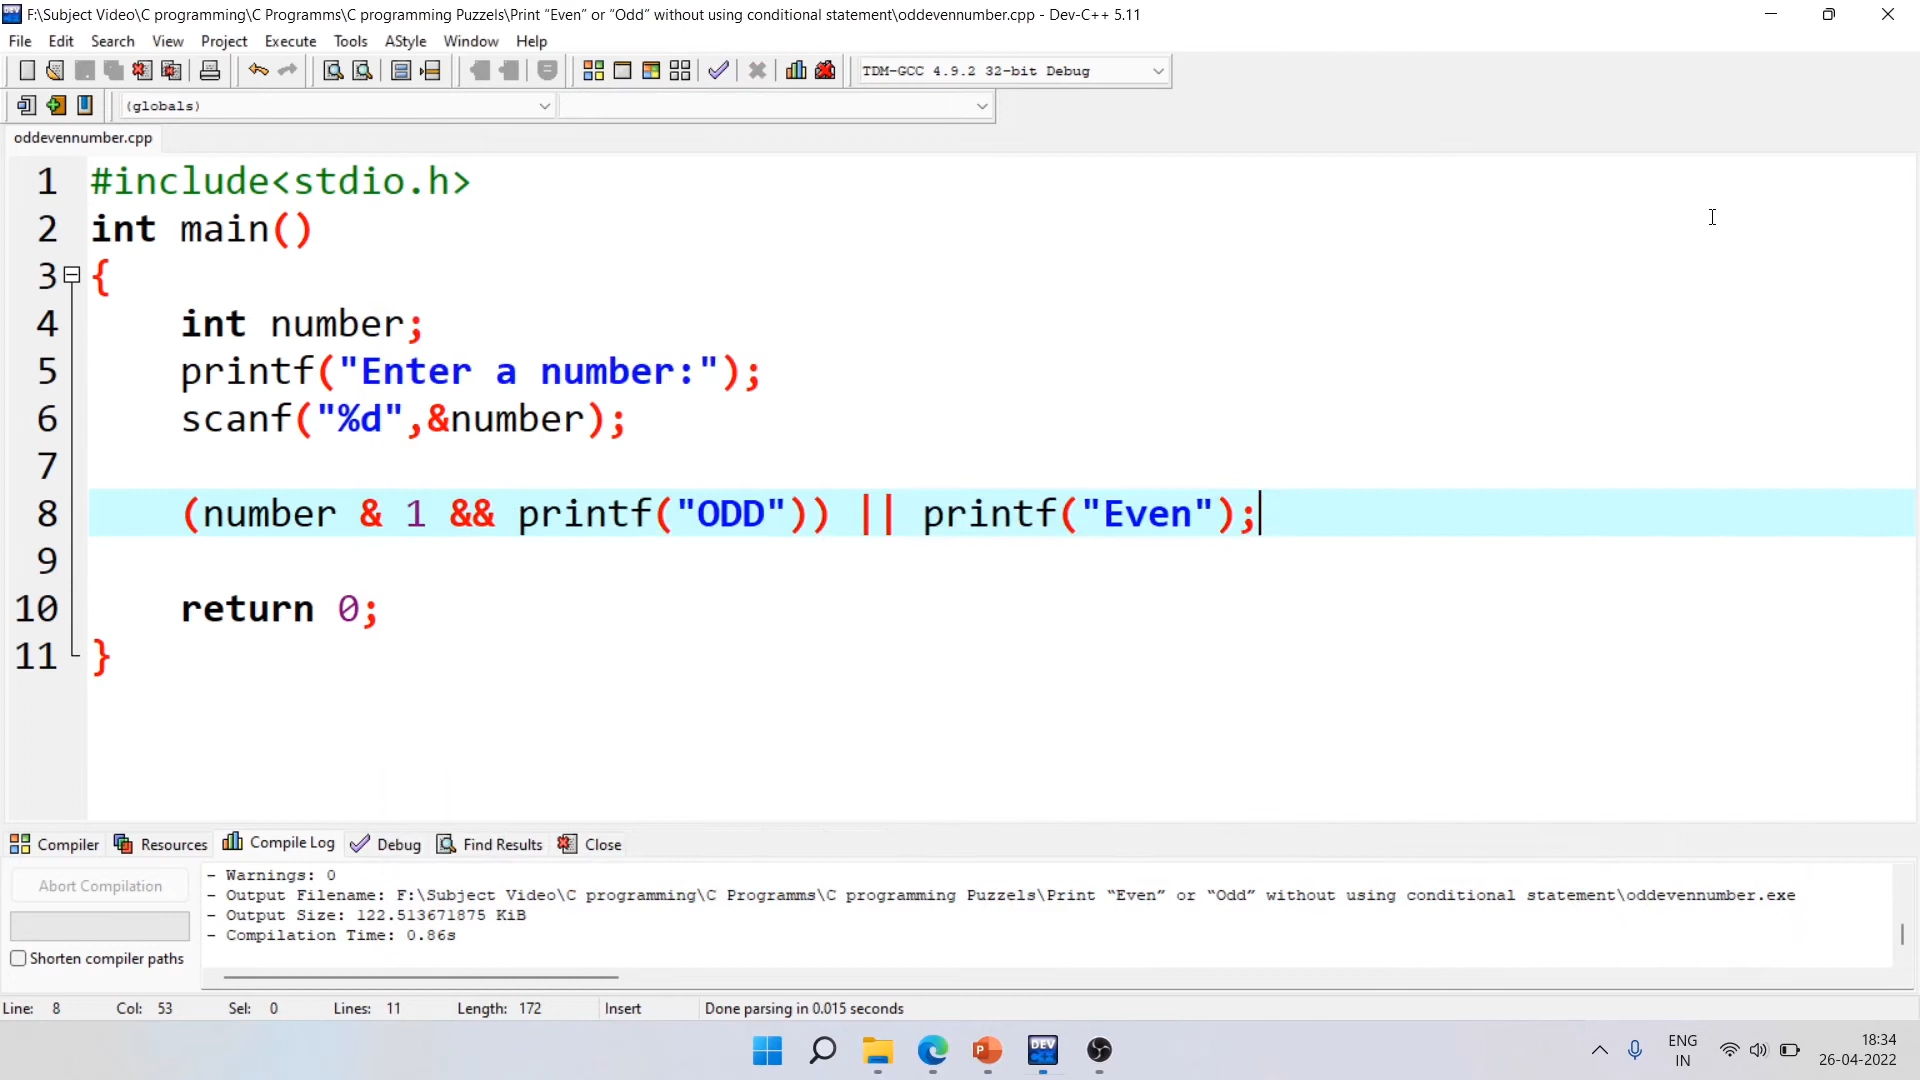 F:\Subject Video\C programming\C Programms\C programming Puzzels\Print “Even” or “Odd” without using conditional statement\oddevennumber.cpp - Dev-C++ 5.11
File Edit Search View Project Execute Tools AStyle Window Help
TDM-GCC 4.9.2 32-bit Debug
(globals)
oddevennumber.cpp
1 #include<stdio.h>
2 int main()
3 {
4 int number;
5 printf("Enter a number:");
6 scanf("%d",&number);
7
8 (number & 1 && printf("ODD")) || printf("Even");
9
10 return 0;
11 }
Compiler Resources Compile Log Debug Find Results Close
Abort Compilation
Shorten compiler paths
- Warnings: 0
- Output Filename: F:\Subject Video\C programming\C Programms\C programming Puzzels\Print “Even” or “Odd” without using conditional statement\oddevennumber.exe
- Output Size: 122.513671875 KiB
- Compilation Time: 0.86s
Line: 8 Col: 53 Sel: 0 Lines: 11 Length: 172 Insert Done parsing in 0.015 seconds
DEV
P
ENG
IN
18:34
26-04-2022